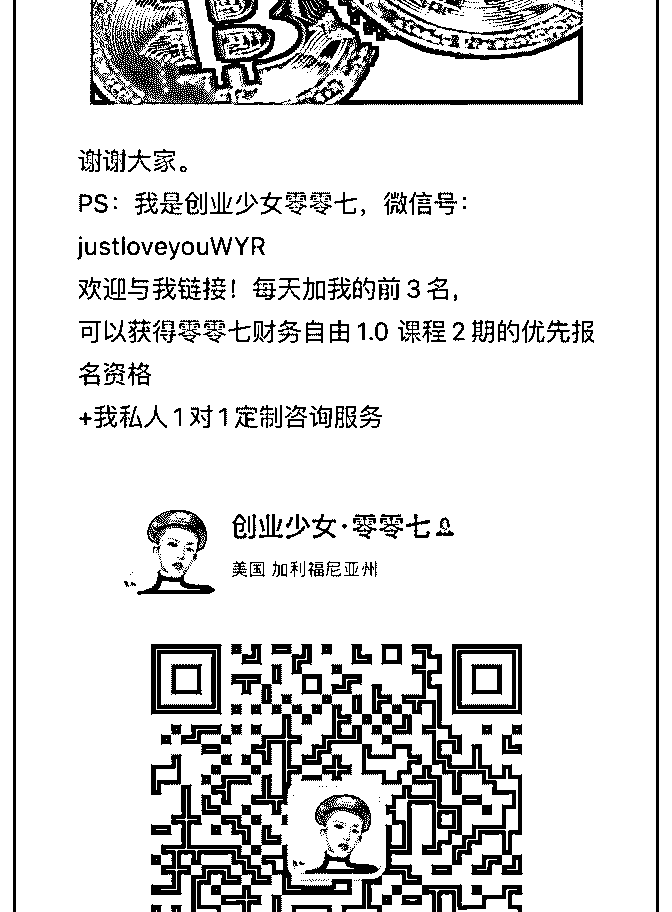 谢谢大家。
PS：我是创业少女零零七，微信号：
justloveyouWYR
欢迎与我链接！每天加我的前 3 名，
可以获得零零七财务自由 1.0 课程 2 期的优先报
名资格
+我私人 1 对 1 定制咨询服务
创业少女·零零七
美国 加利福尼亚州